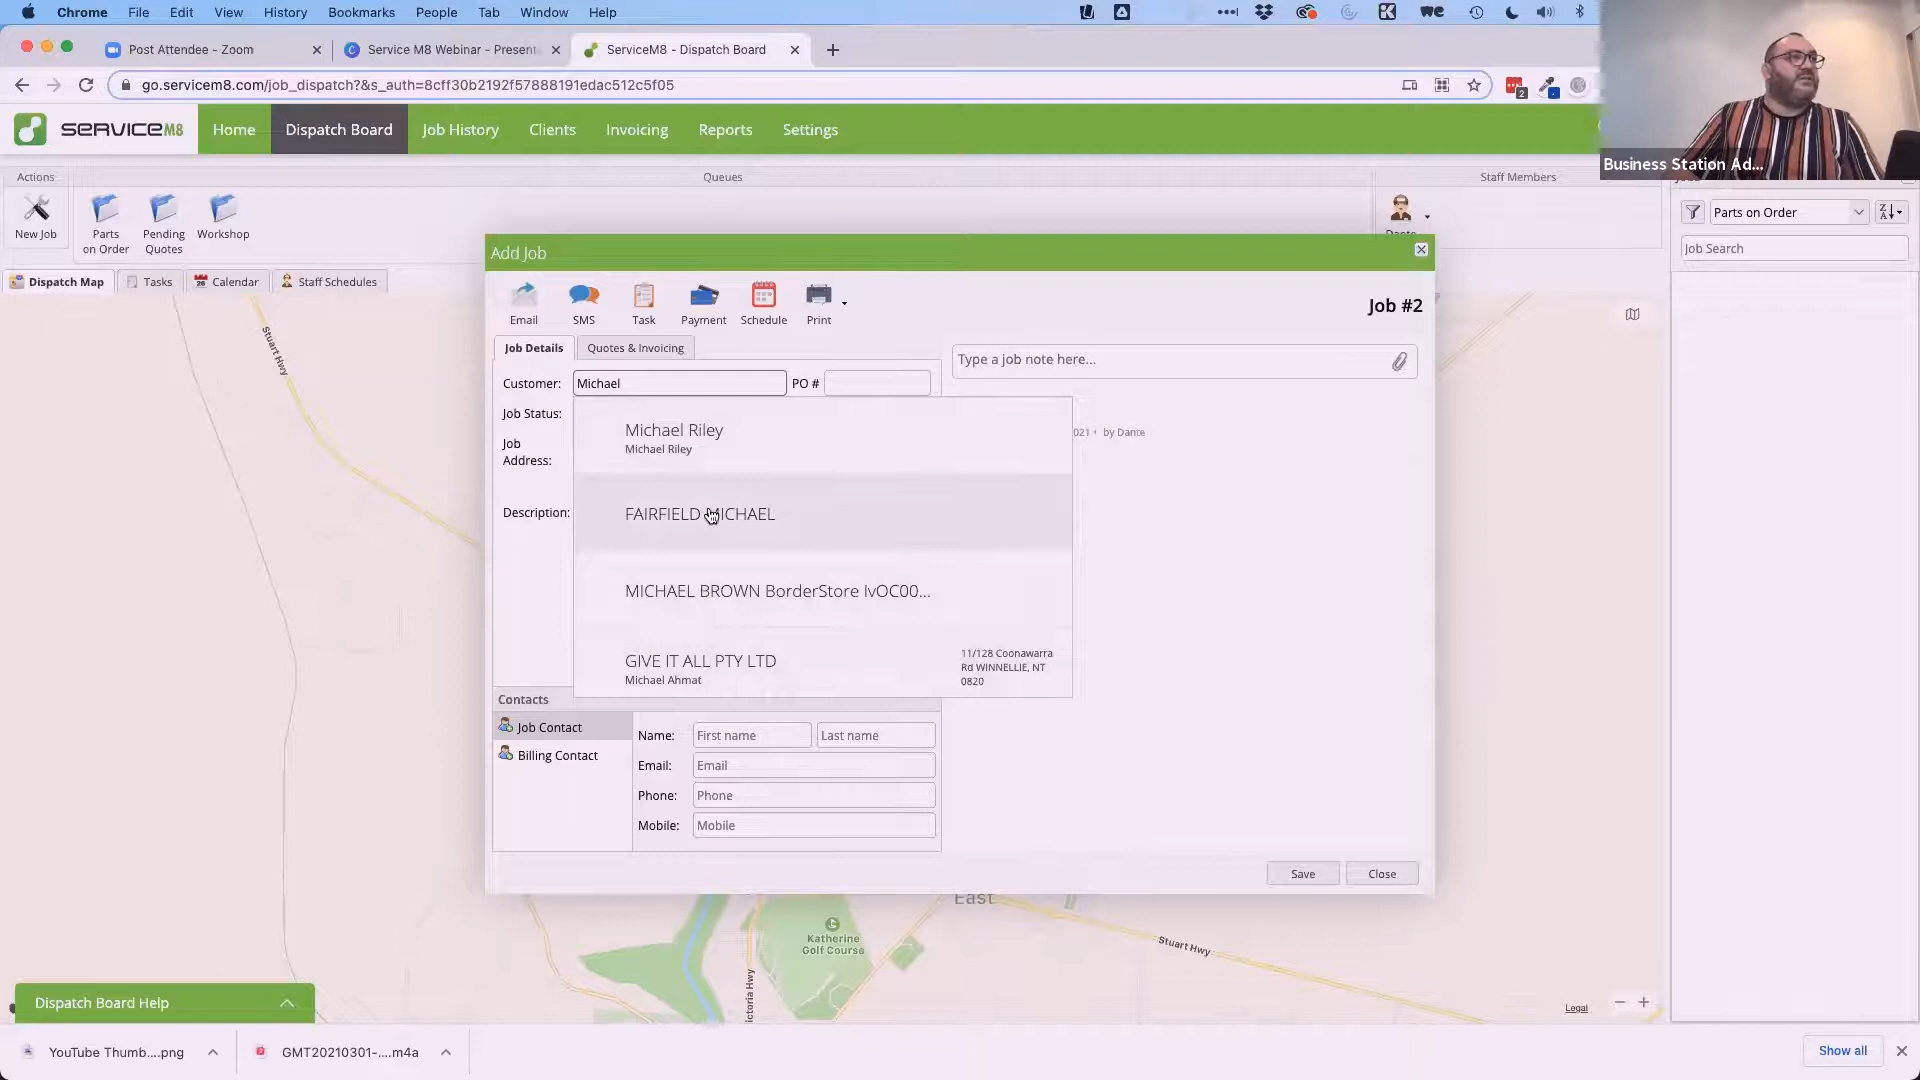 Chrome File Edit View History Bookmarks People Tab Window Help
Post Attendee - Zoom
Service M8 Webinar - Present
ServiceM8 - Dispatch Board
go.servicem8.com/job_dispatch?&s_auth=8cff30b2192f57888191edac512c5f05
2
SERVICEM8 Home Dispatch Board Job History Clients Invoicing Reports Settings
Business Station Ad...
Actions Queues Staff Members
New Job
Parts on Order
Pending Quotes
Workshop
Parts on Order
Job Search
Dispatch Map Tasks Calendar Staff Schedules
Add Job
Email SMS Task Payment Schedule Print
Job #2
Job Details Quotes & Invoicing
Type a job note here...
Customer: Michael PO #
Job Status:
Job Address:
Description:
Michael Riley
Michael Riley
021 • by Dante
FAIRFIELD MICHAEL
MICHAEL BROWN BorderStore IvOC00...
GIVE IT ALL PTY LTD
Michael Ahmat
11/128 Coonawarra
Rd WINNELLIE, NT
0820
Contacts
Job Contact
Billing Contact
Name: First name Last name
Email: Email
Phone: Phone
Mobile: Mobile
Save Close
Stuart Hwy
East
Katherine
Golf Course
Stuart Hwy
ictoria Hwy
Legal
Dispatch Board Help
YouTube Thumb....png
GMT20210301-....m4a
Show all